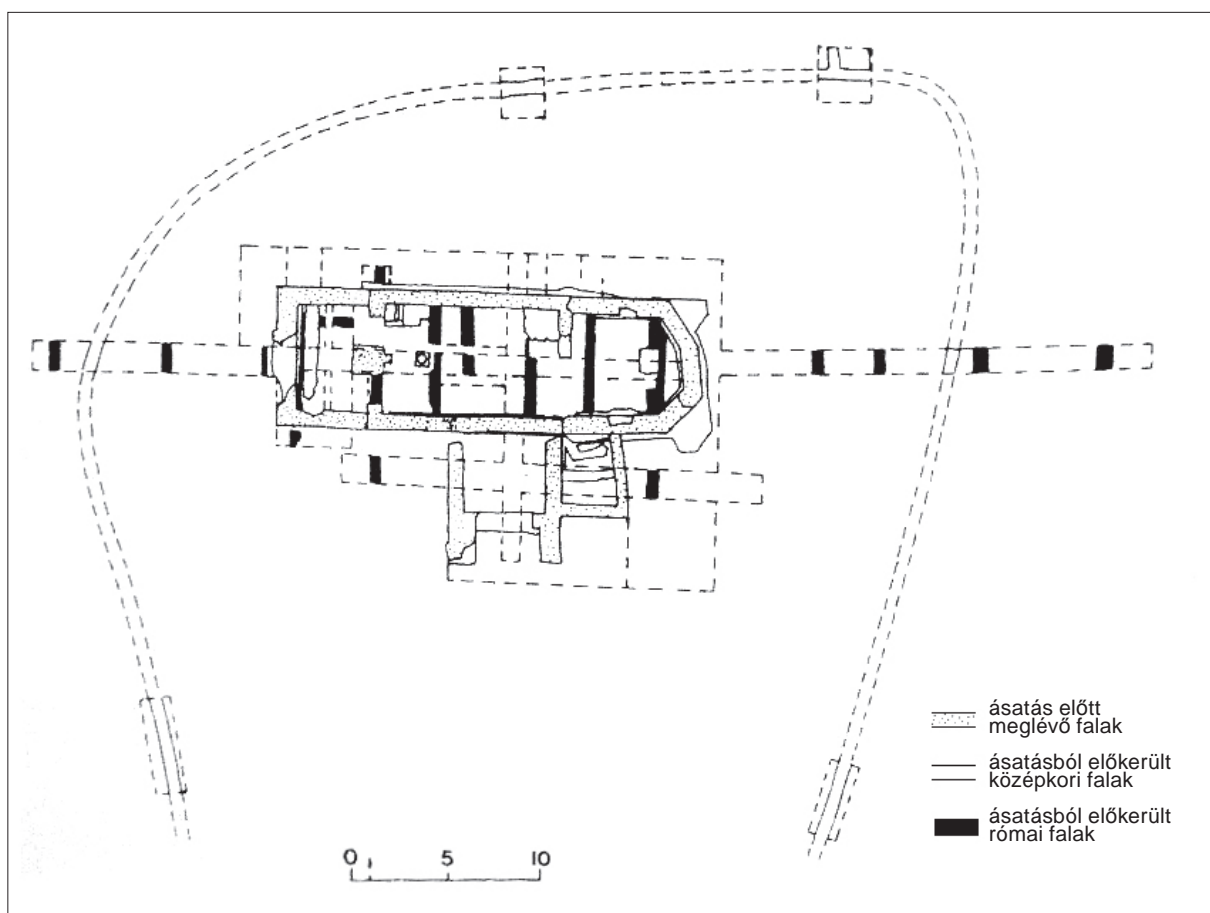 ásatás előtt
meglévő falak
ásatásból előkerült
középkori falak
ásatásból előkerült
római falak
0 5 10